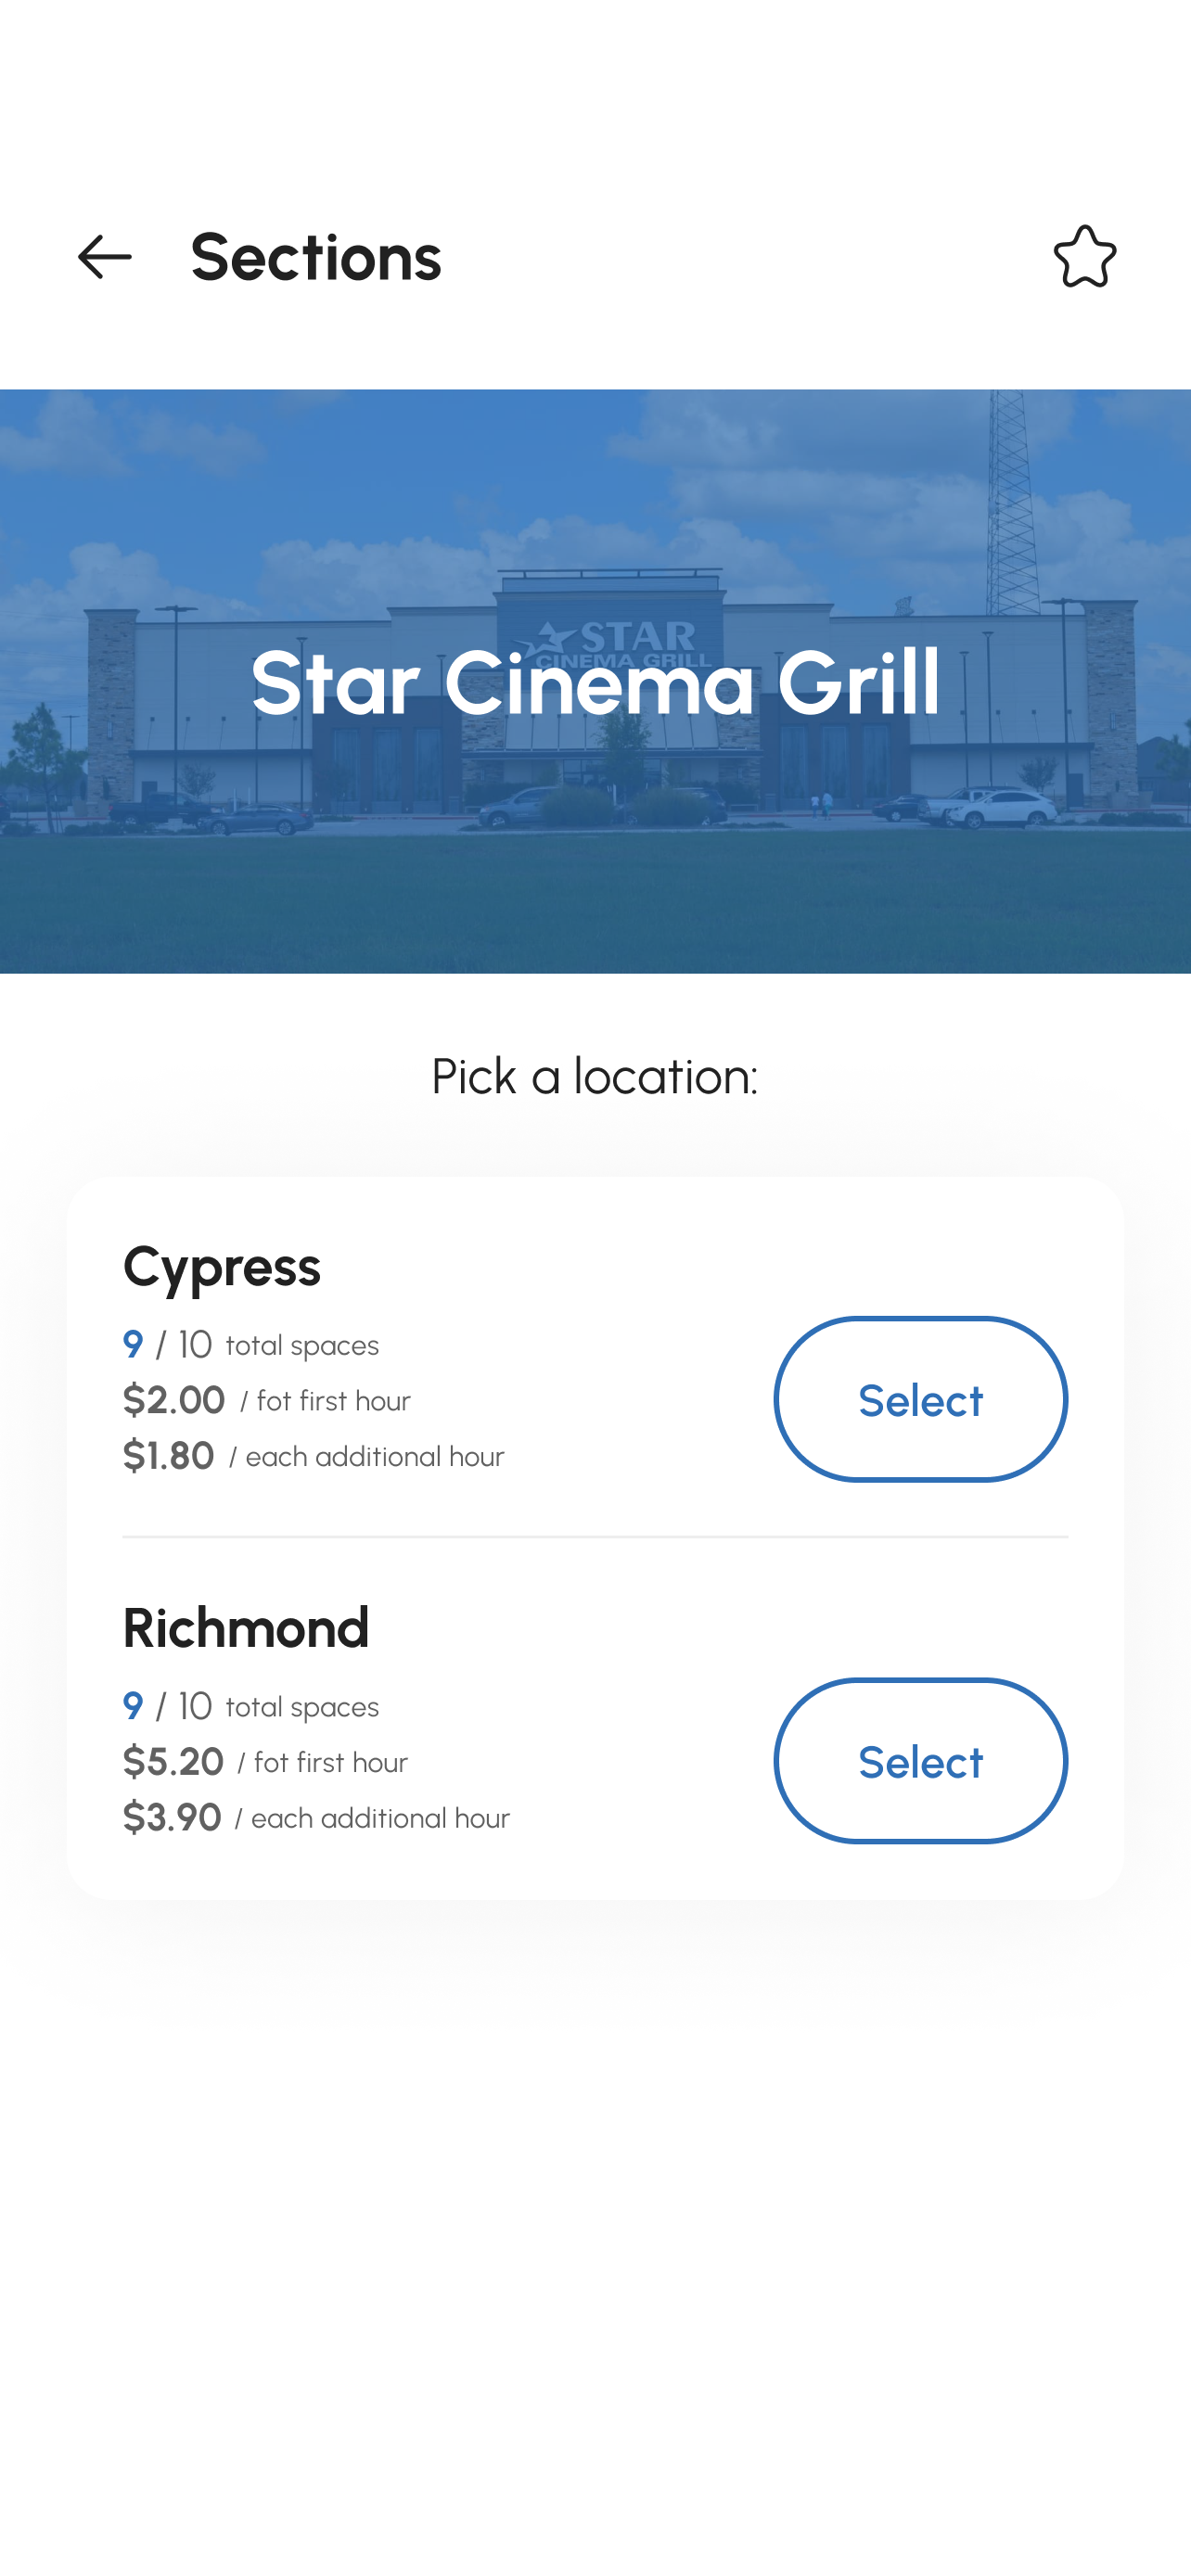 Sections
STAR
CINEMA GRILL
Star Cinema Grill
Pick a location:
Cypress
9 / 10 total spaces
$2.00 / fot first hour
$1.80 / each additional hour
Select
Richmond
9 / 10 total spaces
$5.20 / fot first hour
$3.90 / each additional hour
Select